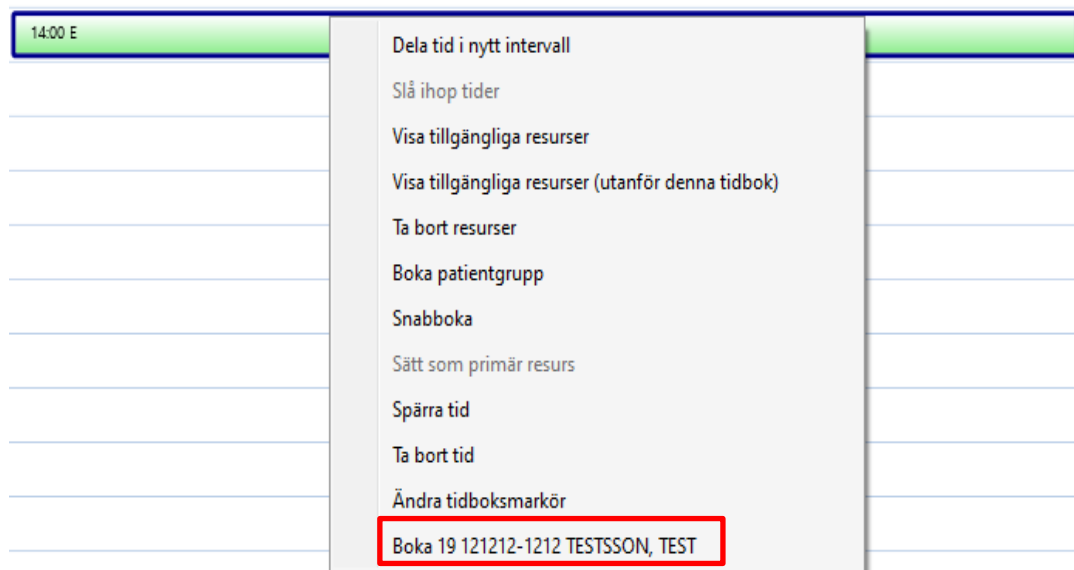 14:00 E
Dela tid i nytt intervall
Slå ihop tider
Visa tillgängliga resurser
Visa tillgängliga resurser (utanför denna tidbok)
Ta bort resurser
Boka patientgrupp
Snabboka
Sätt som primär resurs
Spärra tid
Ta bort tid
Ändra tidboksmarkör
Boka 19 121212-1212 TESTSSON, TEST